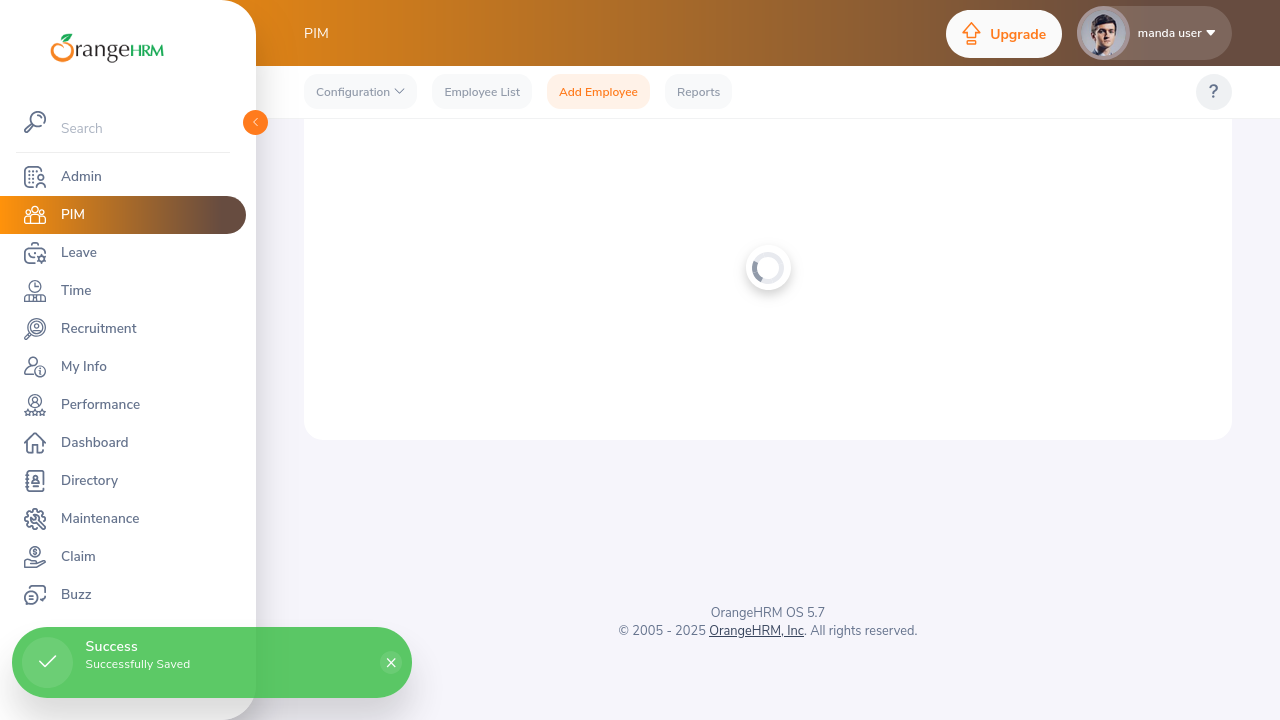 OrangeHRM
PIM
Upgrade
manda user
Configuration
Employee List
Add Employee
Reports
?
Search
Admin
PIM
Leave
Time
Recruitment
My Info
Performance
Dashboard
Directory
Maintenance
Claim
Buzz
Success
Successfully Saved
OrangeHRM OS 5.7
© 2005 - 2025 OrangeHRM, Inc. All rights reserved.